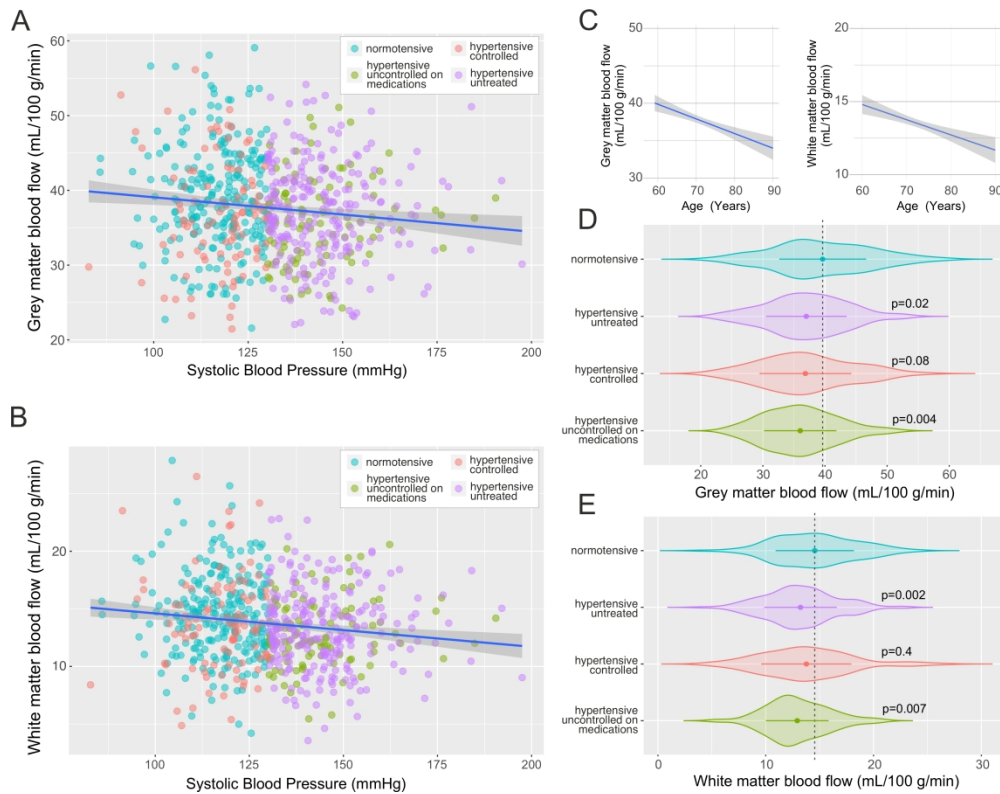 A
Grey matter blood flow (mL/100 g/min)
60
50
40
30
20
normotensive
hypertensive
controlled
hypertensive
uncontrolled on
medications
hypertensive
untreated
100
125
150
175
200
Systolic Blood Pressure (mmHg)
B
White matter blood flow (mL/100 g/min)
20
10
normotensive
hypertensive
controlled
hypertensive
uncontrolled on
medications
hypertensive
untreated
100
125
150
175
200
Systolic Blood Pressure (mmHg)
C
Grey matter blood flow
(mL/100 g/min)
50
40
30
60
70
80
90
Age (Years)
White matter blood flow
(mL/100 g/min)
20
15
10
60
70
80
90
Age (Years)
D
normotensive
hypertensive
untreated
p=0.02
hypertensive
controlled
p=0.08
hypertensive
uncontrolled on
medications
p=0.004
20
30
40
50
60
Grey matter blood flow (mL/100 g/min)
E
normotensive
hypertensive
untreated
p=0.002
hypertensive
controlled
p=0.4
hypertensive
uncontrolled on
medications
p=0.007
0
10
20
30
White matter blood flow (mL/100 g/min)